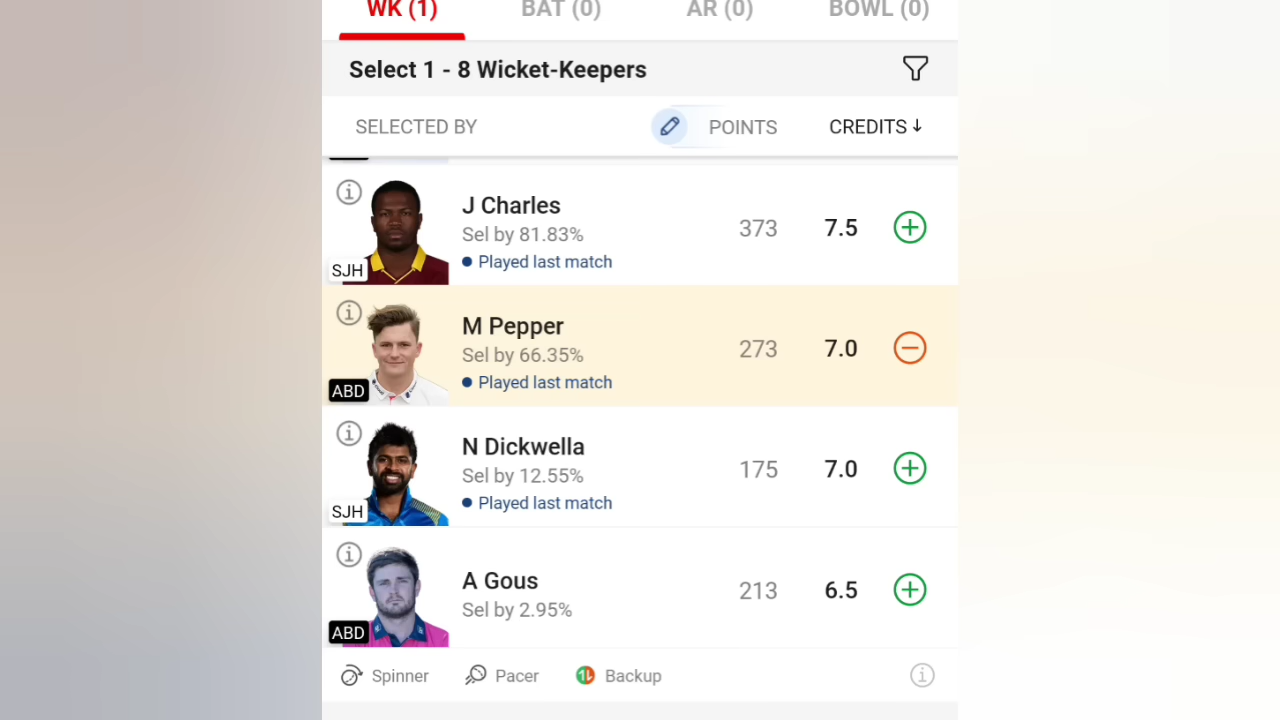 WK (1) BAT (0) AR (0) BOWL (0)
Select 1 - 8 Wicket-Keepers
SELECTED BY POINTS CREDITS↓
J Charles
Sel by 81.83% 373 7.5
Played last match
SJH
M Pepper
Sel by 66.35% 273 7.0
Played last match
ABD
N Dickwella
Sel by 12.55% 175 7.0
Played last match
SJH
A Gous
Sel by 2.95% 213 6.5
ABD
Spinner Pacer Backup